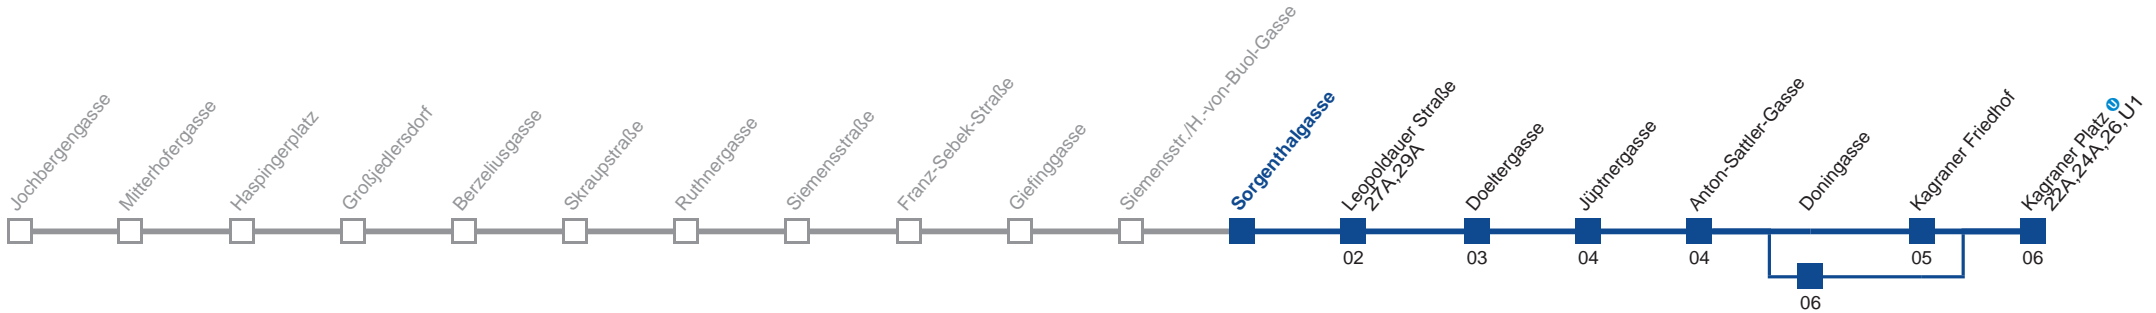 Jochbergengasse
Mitterhofergasse
Haspingerplatz
Großjedlersdorf
Berzeliusgasse
Skraupstraße
Ruthnergasse
Siemensstraße
Franz-Sebek-Straße
Giefinggasse
Siemensstr./H.-von-Buol-Gasse
Sorgenthalgasse
Leopoldauer Straße
27A,29A
Doeltergasse
Jüptnergasse
Anton-Sattler-Gasse
Doningasse
Kagraner Friedhof
Kagraner Platz U
22A,24A,26,U1
02
03
04
04
05
06
06